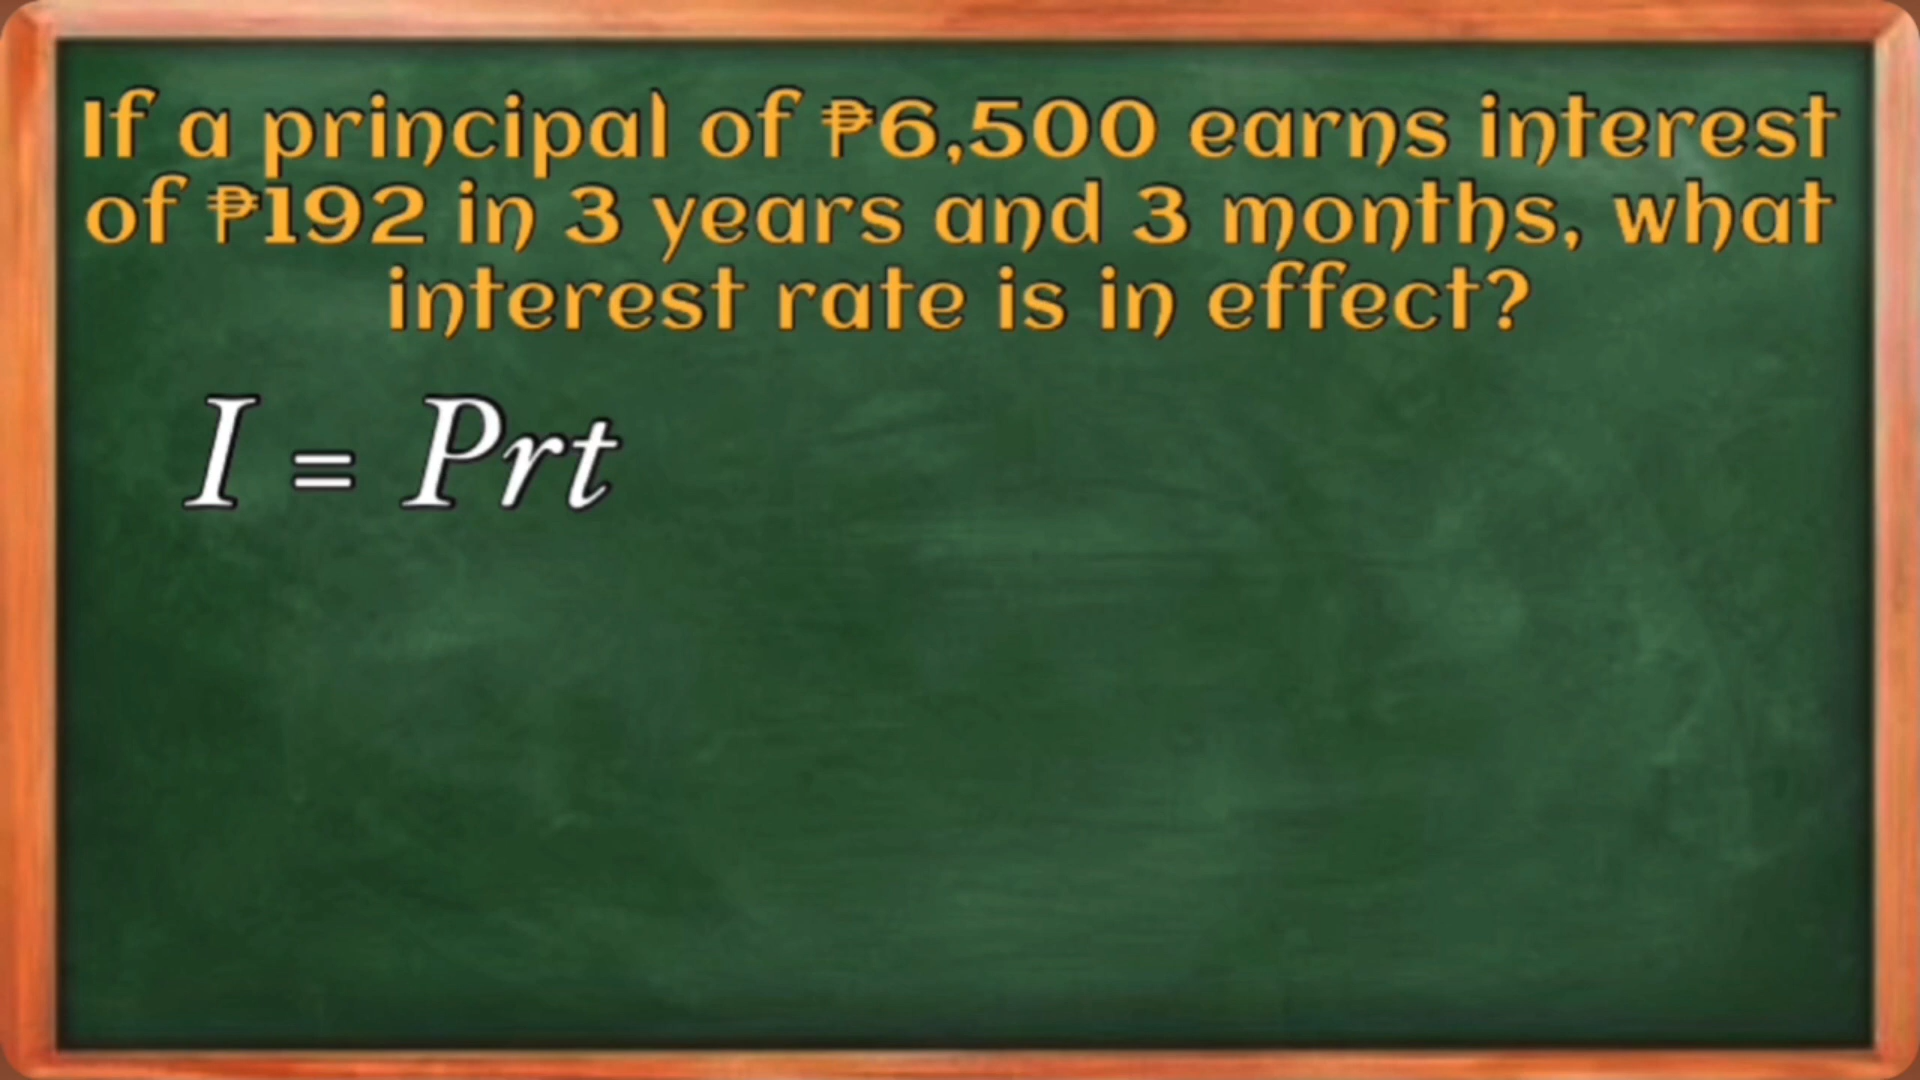 If a principal of ₱6,500 earns interest
of ₱192 in 3 years and 3 months, what
interest rate is in effect?
I = Prt